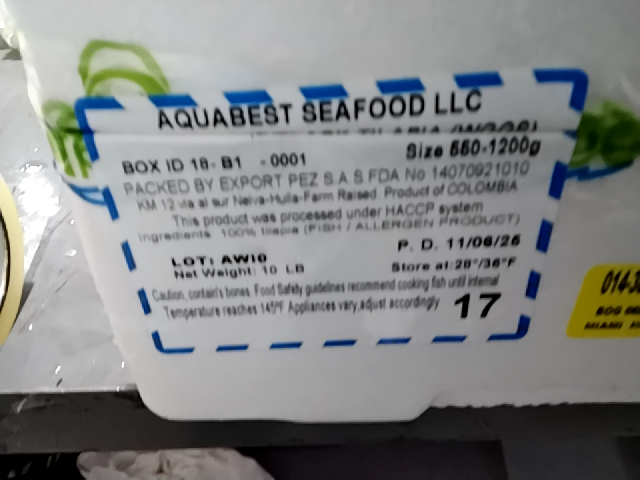 AQUABEST SEAFOOD LLC
BOX ID 18- B1 - 0001
Size 550-1200g
PACKED BY EXPORT PEZ S.A.S FDA No 14070921010
KM 12 via al sur Neiva-Huila-Farm Raised. Product of COLOMBIA
This product was processed under HACCP system
Ingredients: 100% tilapia (FISH / ALLERGEN PRODUCT)
P. D. 11/06/25
LOT: AW10
Net Weight: 10 LB
Store at:28°/36°F
Caution, contain's bones. Food Safety guidelines recommend cooking fish until internal
Temperature reaches 145ºF Appliances vary,adjust accordingly
17
BOG
MIAMI